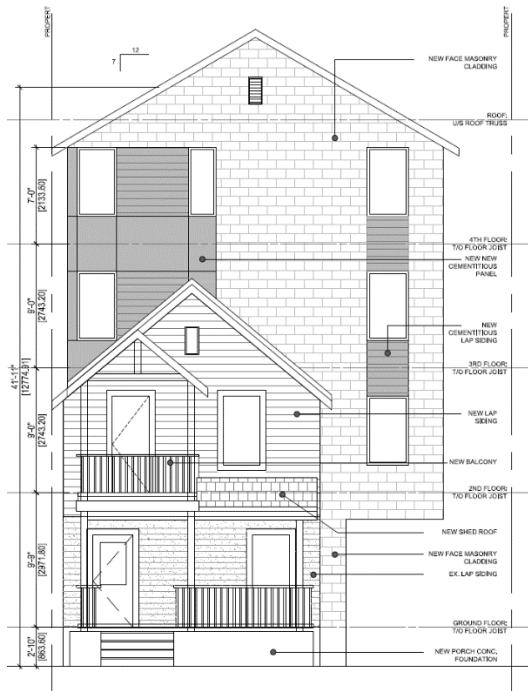 PROPERT
PROPERT
12
7
NEW FACE MASONRY
CLADDING
ROOF;
U/S ROOF TRUSS
7'-0"
[2133.60]
4TH FLOOR;
T/O FLOOR JOIST
NEW NEW
CEMENTITIOUS
PANEL
9'-0"
[2743.20]
NEW
CEMENTITIOUS
LAP SIDING
41'-11"
[12774.91]
3RD FLOOR;
T/O FLOOR JOIST
9'-0"
[2743.20]
NEW LAP
SIDING
NEW BALCONY
2ND FLOOR;
T/O FLOOR JOIST
NEW SHED ROOF
9'-9"
[2971.80]
NEW FACE MASONRY
CLADDING
EX. LAP SIDING
GROUND FLOOR;
T/O FLOOR JOIST
2'-10"
[863.60]
NEW PORCH CONC.
FOUNDATION